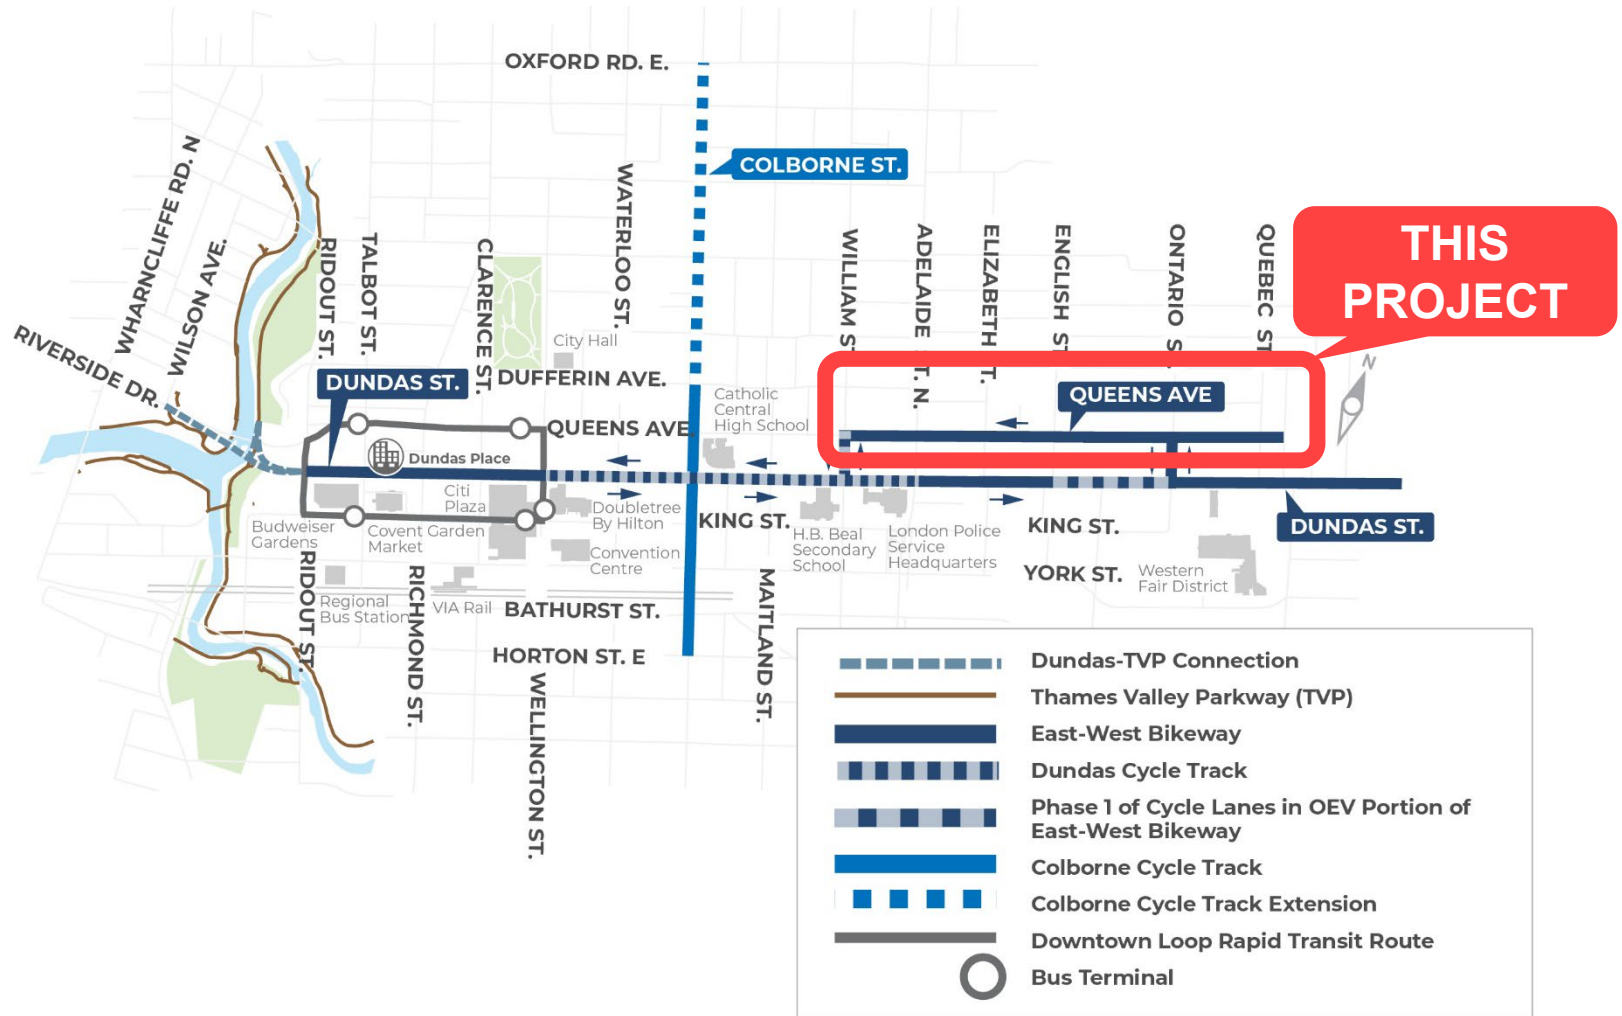 OXFORD RD. E.
COLBORNE ST.
WHARNCLIFFE RD. N
WILSON AVE.
RIVERSIDE DR.
RIDOUT ST.
TALBOT ST.
CLARENCE ST.
WATERLOO ST.
WILLIAM ST.
ADELAIDE ST. N.
ELIZABETH ST.
ENGLISH ST.
ONTARIO ST.
QUEBEC ST.
THIS
PROJECT
N
City Hall
DUFFERIN AVE.
DUNDAS ST.
QUEENS AVE
Catholic
Central
High School
QUEENS AVE.
Dundas Place
Citi
Plaza
Doubletree
By Hilton
KING ST.
Budweiser
Gardens
Covent Garden
Market
Convention
Centre
H.B. Beal
Secondary
School
London Police
Service
Headquarters
KING ST.
DUNDAS ST.
YORK ST.
Western
Fair District
RIDOUT ST.
Regional
Bus Station
RICHMOND ST.
VIA Rail
BATHURST ST.
HORTON ST. E
WELLINGTON ST.
MAITLAND ST.
Dundas-TVP Connection
Thames Valley Parkway (TVP)
East-West Bikeway
Dundas Cycle Track
Phase 1 of Cycle Lanes in OEV Portion of
East-West Bikeway
Colborne Cycle Track
Colborne Cycle Track Extension
Downtown Loop Rapid Transit Route
Bus Terminal